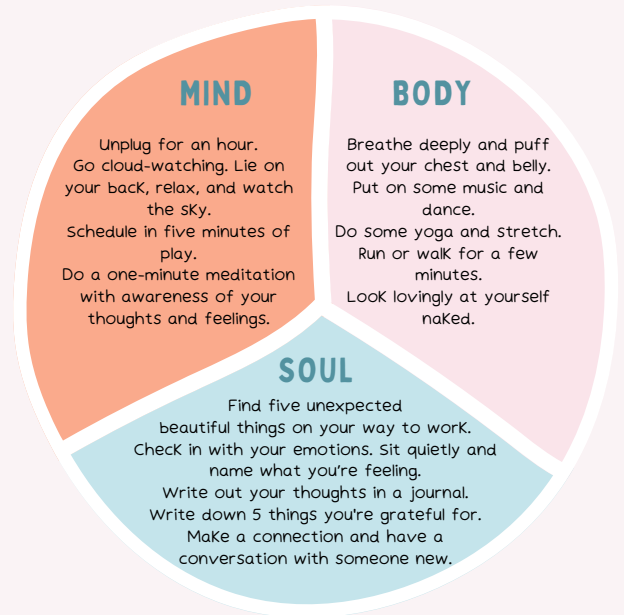 MIND
Unplug for an hour.
Go cloud-watching. Lie on
your back, relax, and watch
the sky.
Schedule in five minutes of
play.
Do a one-minute meditation
with awareness of your
thoughts and feelings.
BODY
Breathe deeply and puff
out your chest and belly.
Put on some music and
dance.
Do some yoga and stretch.
Run or walk for a few
minutes.
Look lovingly at yourself
naked.
SOUL
Find five unexpected
beautiful things on your way to work.
Check in with your emotions. Sit quietly and
name what you're feeling.
Write out your thoughts in a journal.
Write down 5 things you're grateful for.
Make a connection and have a
conversation with someone new.